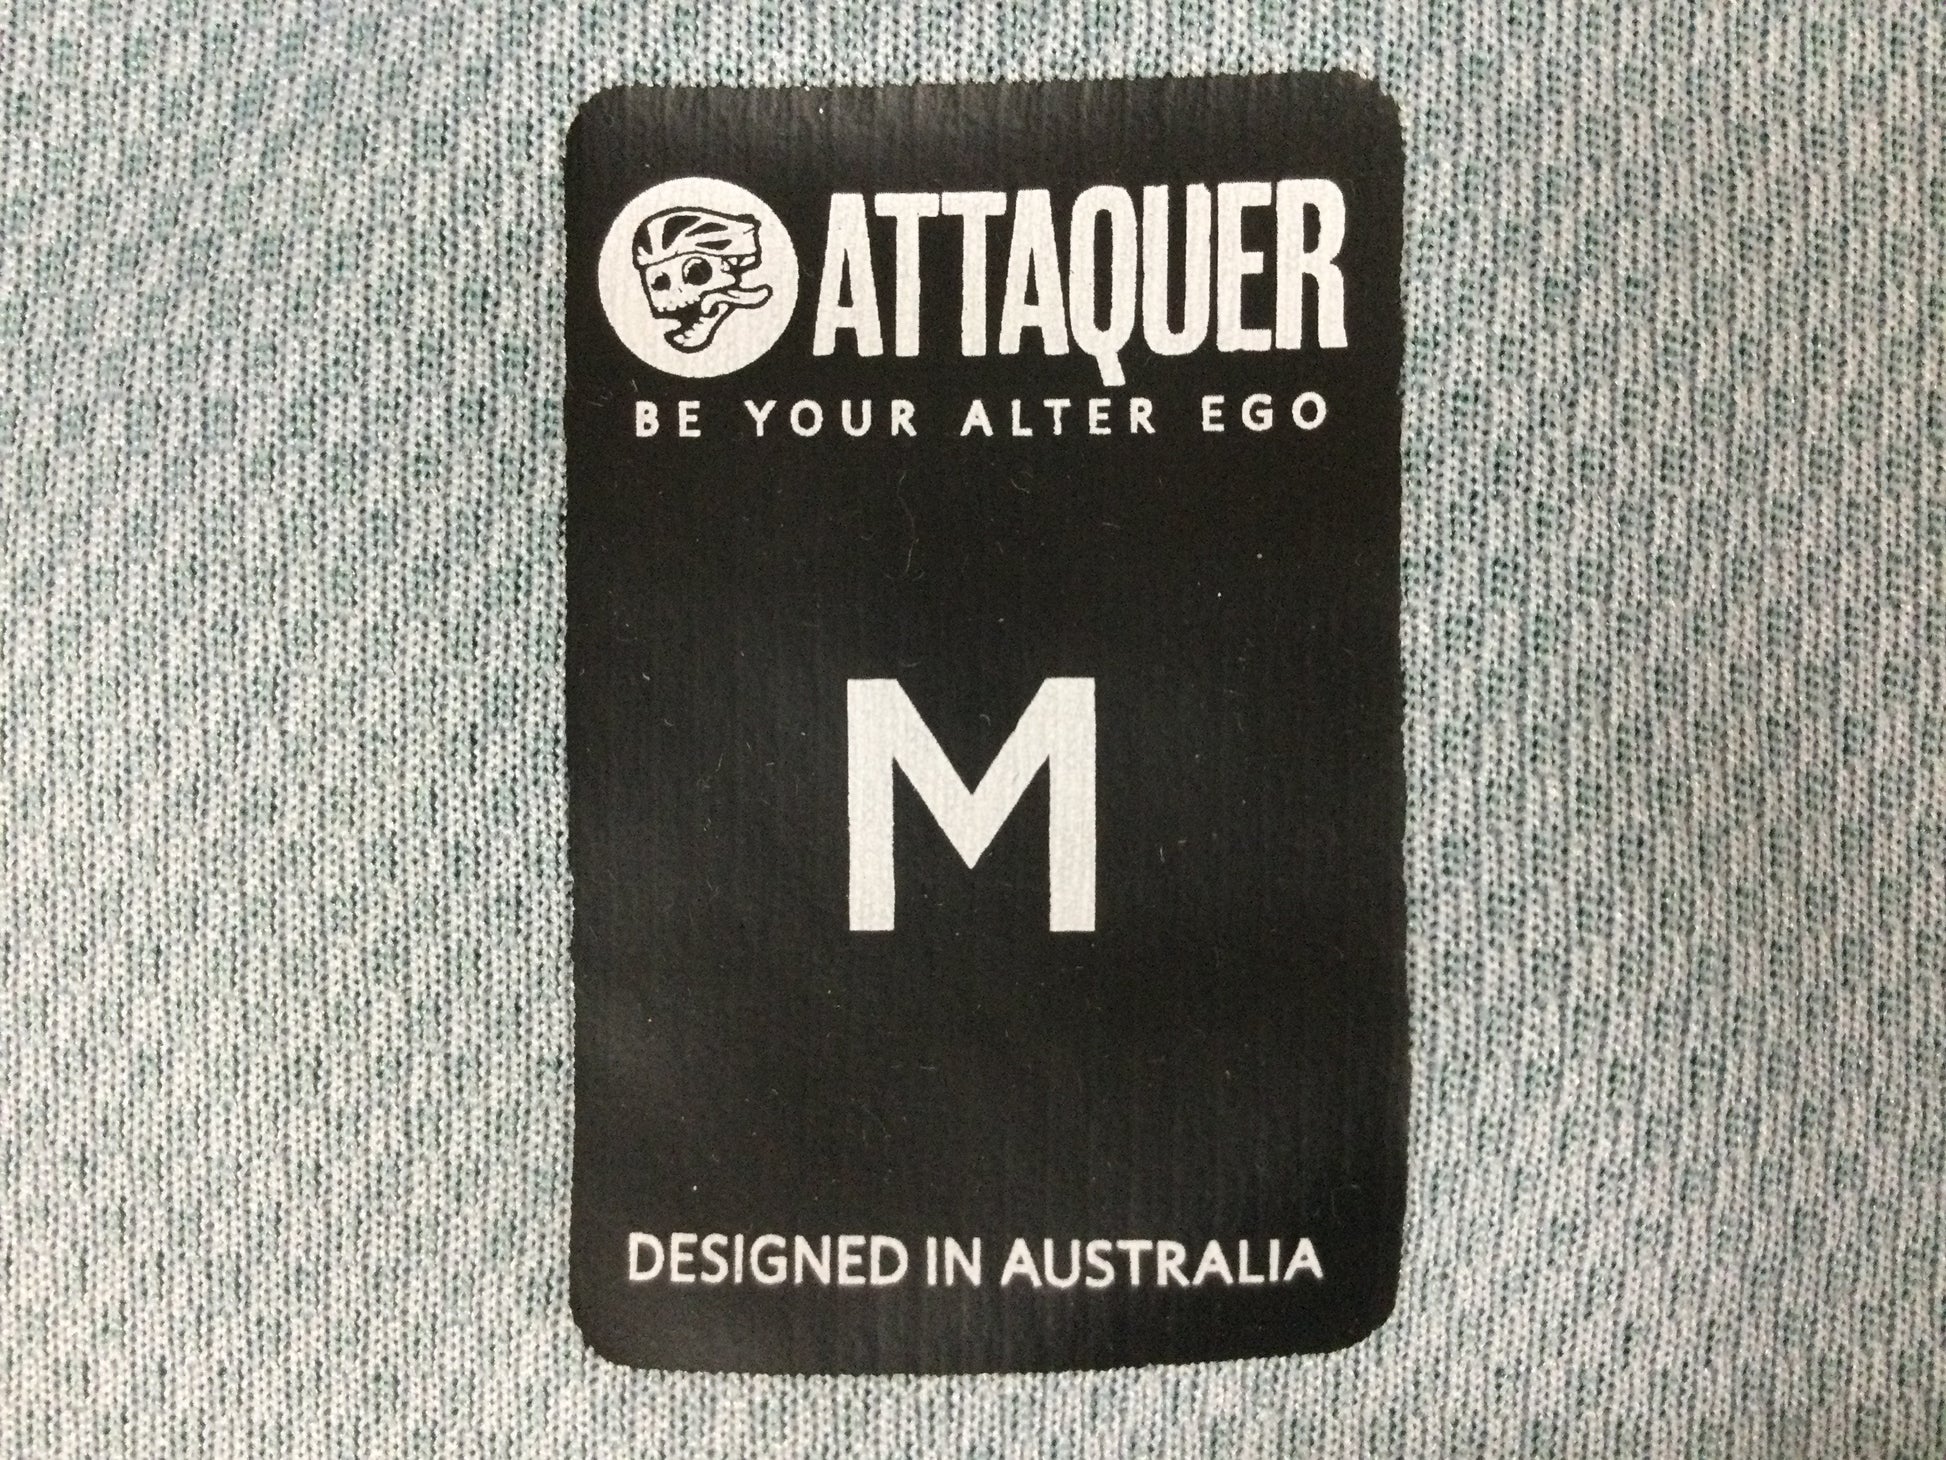 ATTAQUER
BE YOUR ALTER EGO
M
DESIGNED IN AUSTRALIA